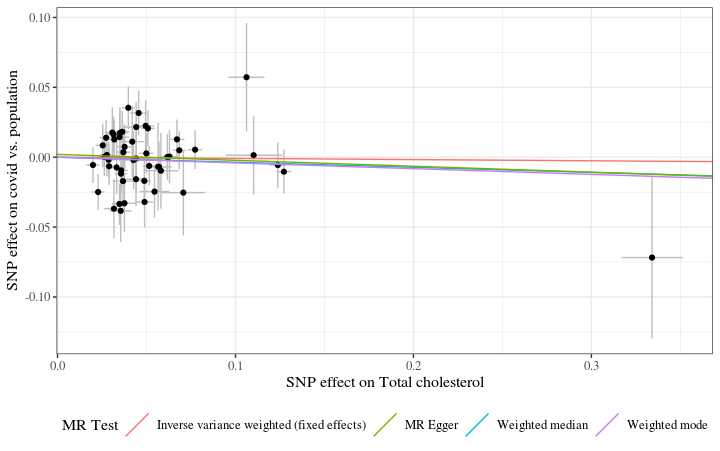 0.10
0.05
0.00
-0.05
-0.10
SNP effect on covid vs. population
0.0 0.1 0.2 0.3
SNP effect on Total cholesterol
MR Test Inverse variance weighted (fixed effects) MR Egger Weighted median Weighted mode